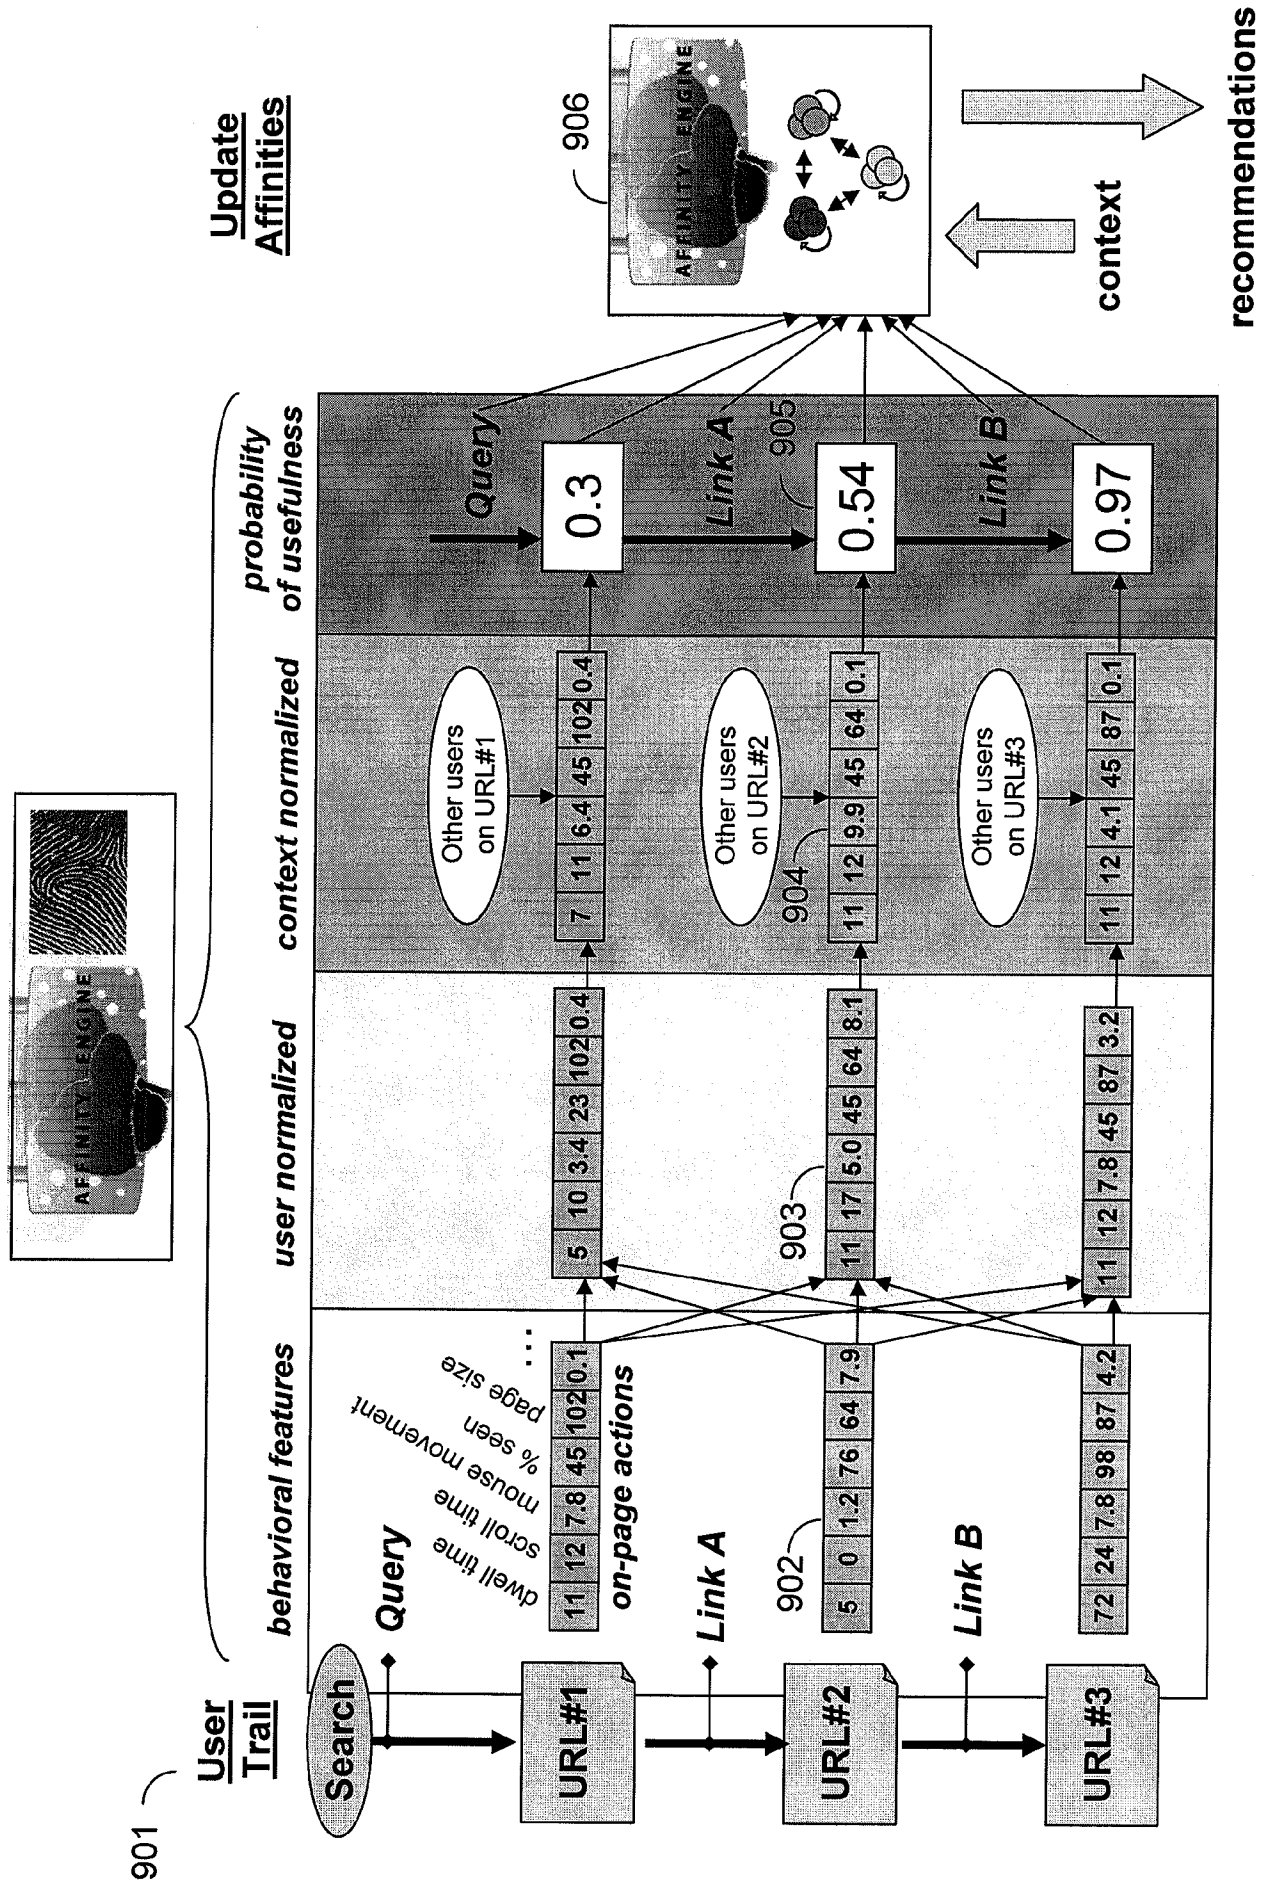 AFFINITY ENGINE
901
User
Trail
behavioral features
user normalized
context normalized
probability
of usefulness
Update
Affinities
Search
Query
dwell time
scroll time
mouse movement
% seen
page size
...
URL#1
11 12 7.8 45 102 0.1
on-page actions
5 10 3.4 23 102 0.4
Other users
on URL#1
7 11 6.4 45 102 0.4
Query
0.3
906
AFFINITY ENGINE
Link A
902
URL#2
5 0 1.2 76 64 7.9
903
11 17 5.0 45 64 8.1
Other users
on URL#2
904
11 12 9.9 45 64 0.1
Link A
905
0.54
Link B
URL#3
72 24 7.8 98 87 4.2
11 12 7.8 45 87 3.2
Other users
on URL#3
11 12 4.1 45 87 0.1
Link B
0.97
context
recommendations